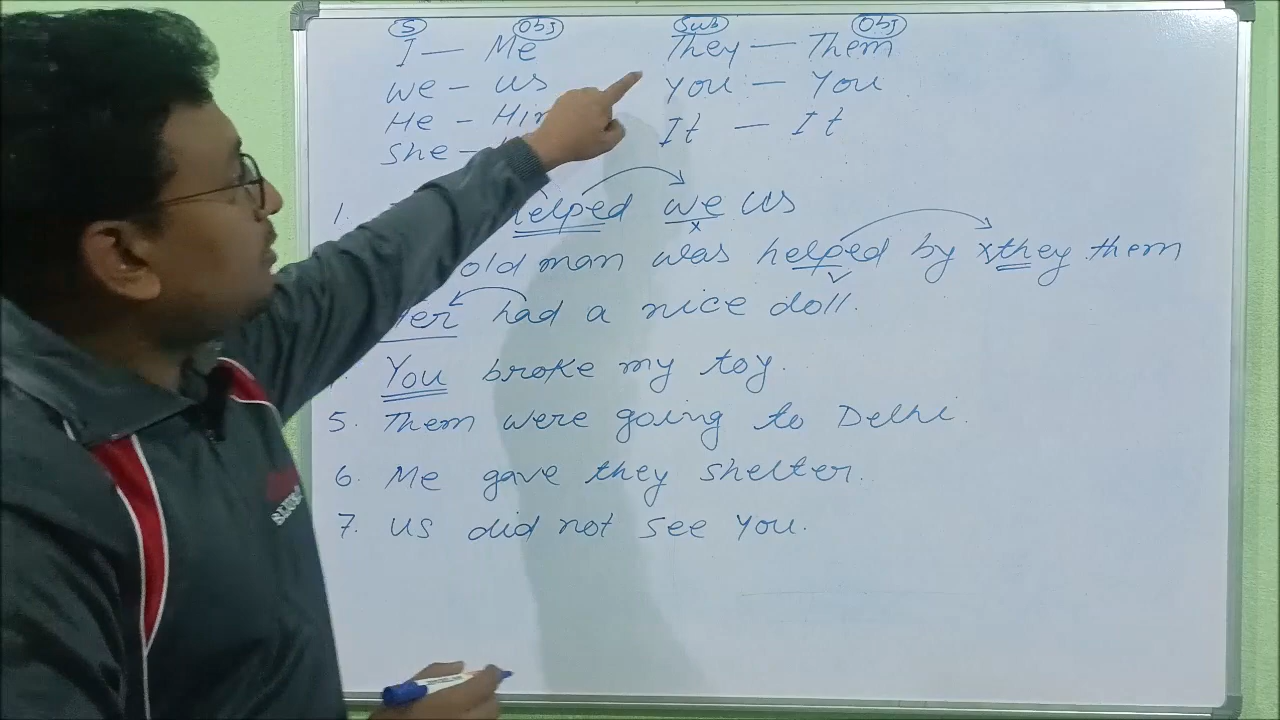 S Obj Sub Obj
I — Me They — Them
we - us You - You
He - Him It - It
She -
1. helped we x us
old man was helped by x they them
Her had a nice doll.
You broke my toy.
5. Them were going to Delhi.
6. Me gave they shelter.
7. us did not see you.